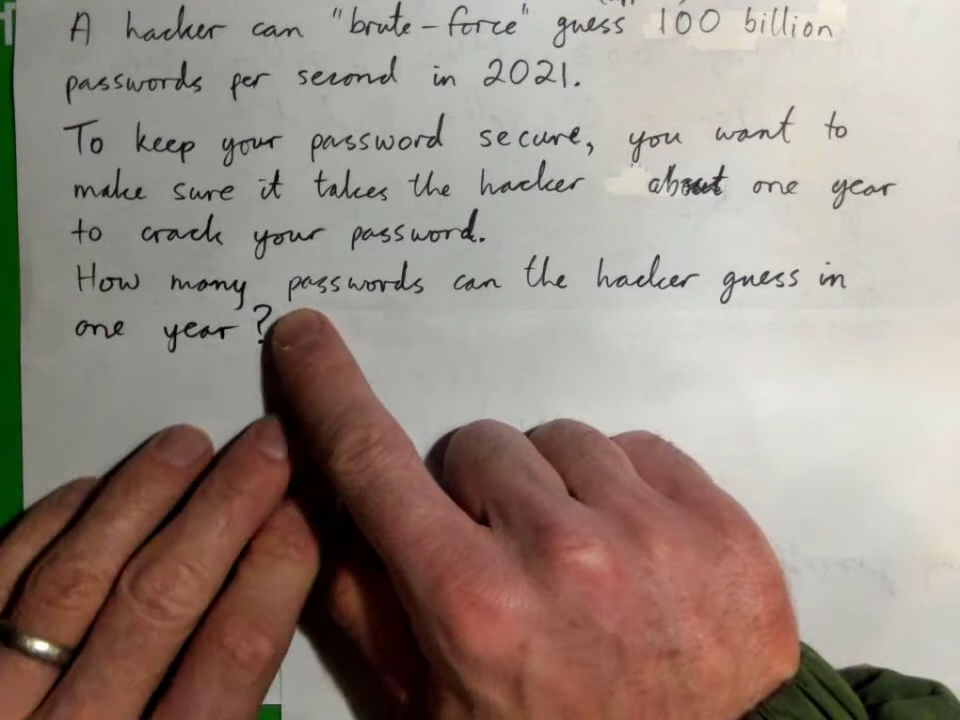 A hacker can "brute-force" guess 100 billion
passwords per second in 2021.
To keep your password secure, you want to
make sure it takes the hacker about one year
to crack your password.
How many passwords can the hacker guess in
one year?